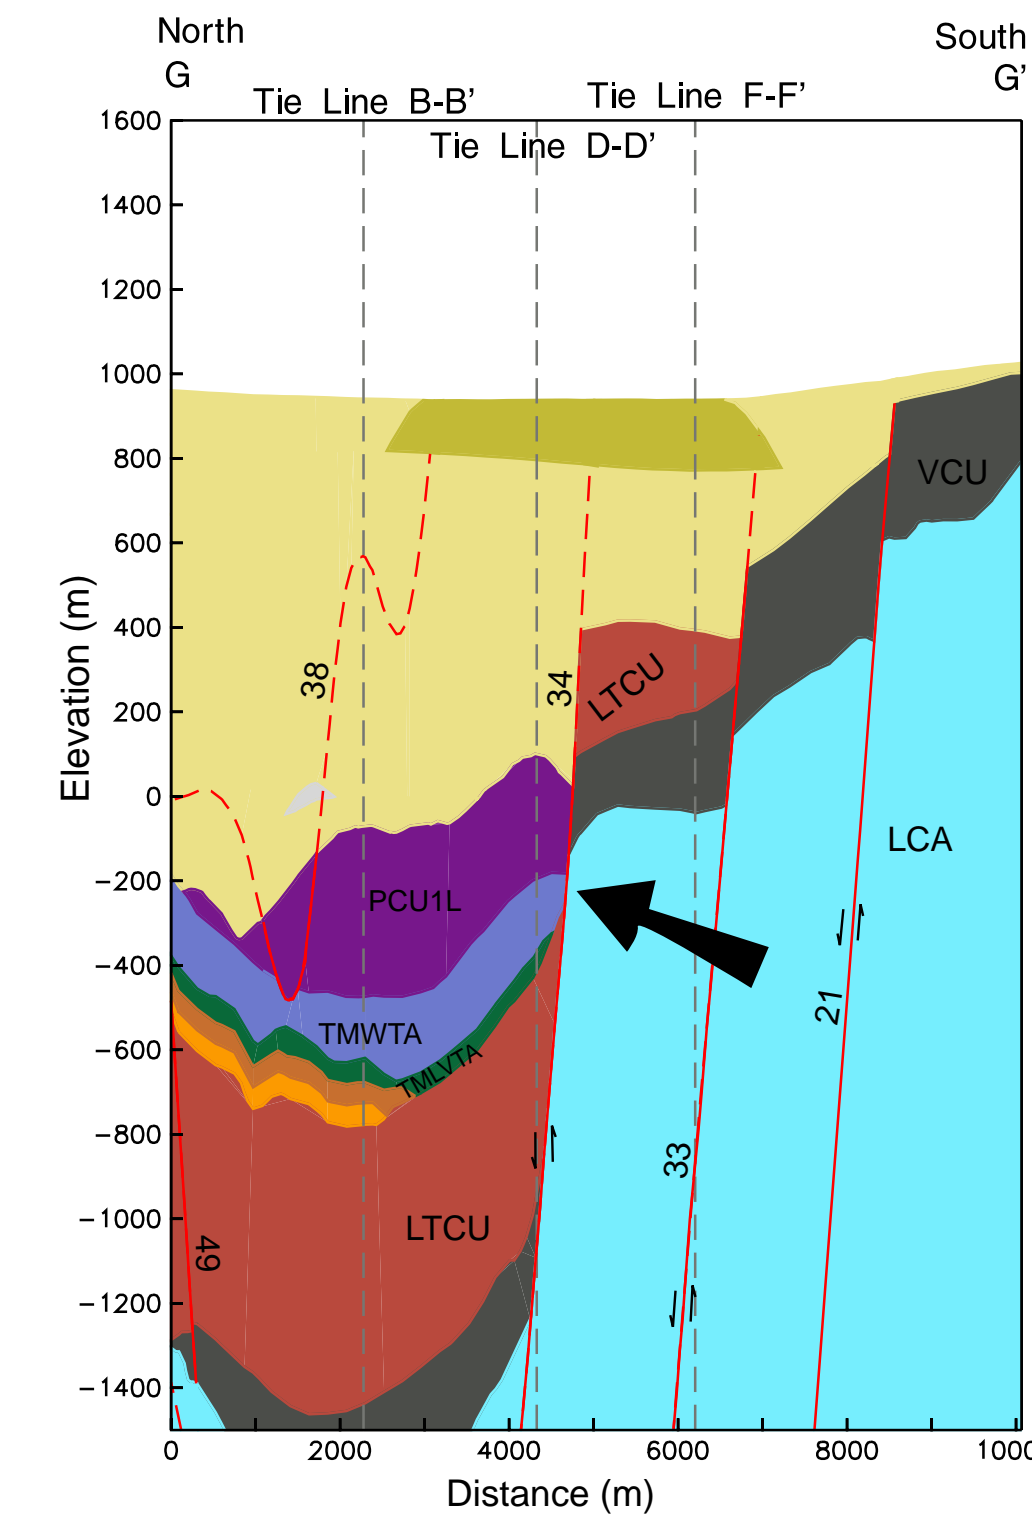 North
South
G
G'
Tie Line B-B'
Tie Line F-F'
Tie Line D-D'
1600
1400
1200
1000
800
600
400
200
0
−200
−400
−600
−800
−1000
−1200
−1400
Elevation (m)
VCU
38
34
LTCU
LCA
PCU1L
21
TMWTA
TMLVTA
33
LTCU
49
0
2000
4000
6000
8000
1000
Distance (m)